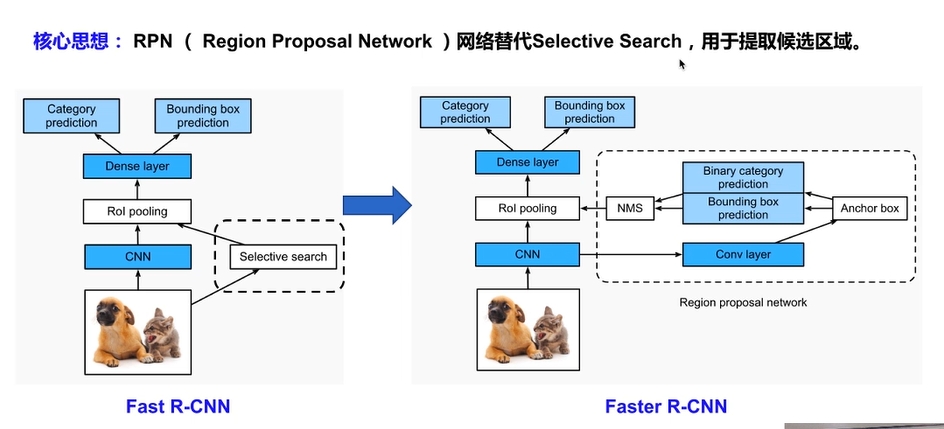 核心思想： RPN （ Region Proposal Network ）网络替代Selective Search，用于提取候选区域。
Category
prediction
Bounding box
prediction
Dense layer
RoI pooling
CNN
Selective search
Fast R-CNN
Category
prediction
Bounding box
prediction
Dense layer
RoI pooling
CNN
NMS
Binary category
prediction
Bounding box
prediction
Anchor box
Conv layer
Region proposal network
Faster R-CNN